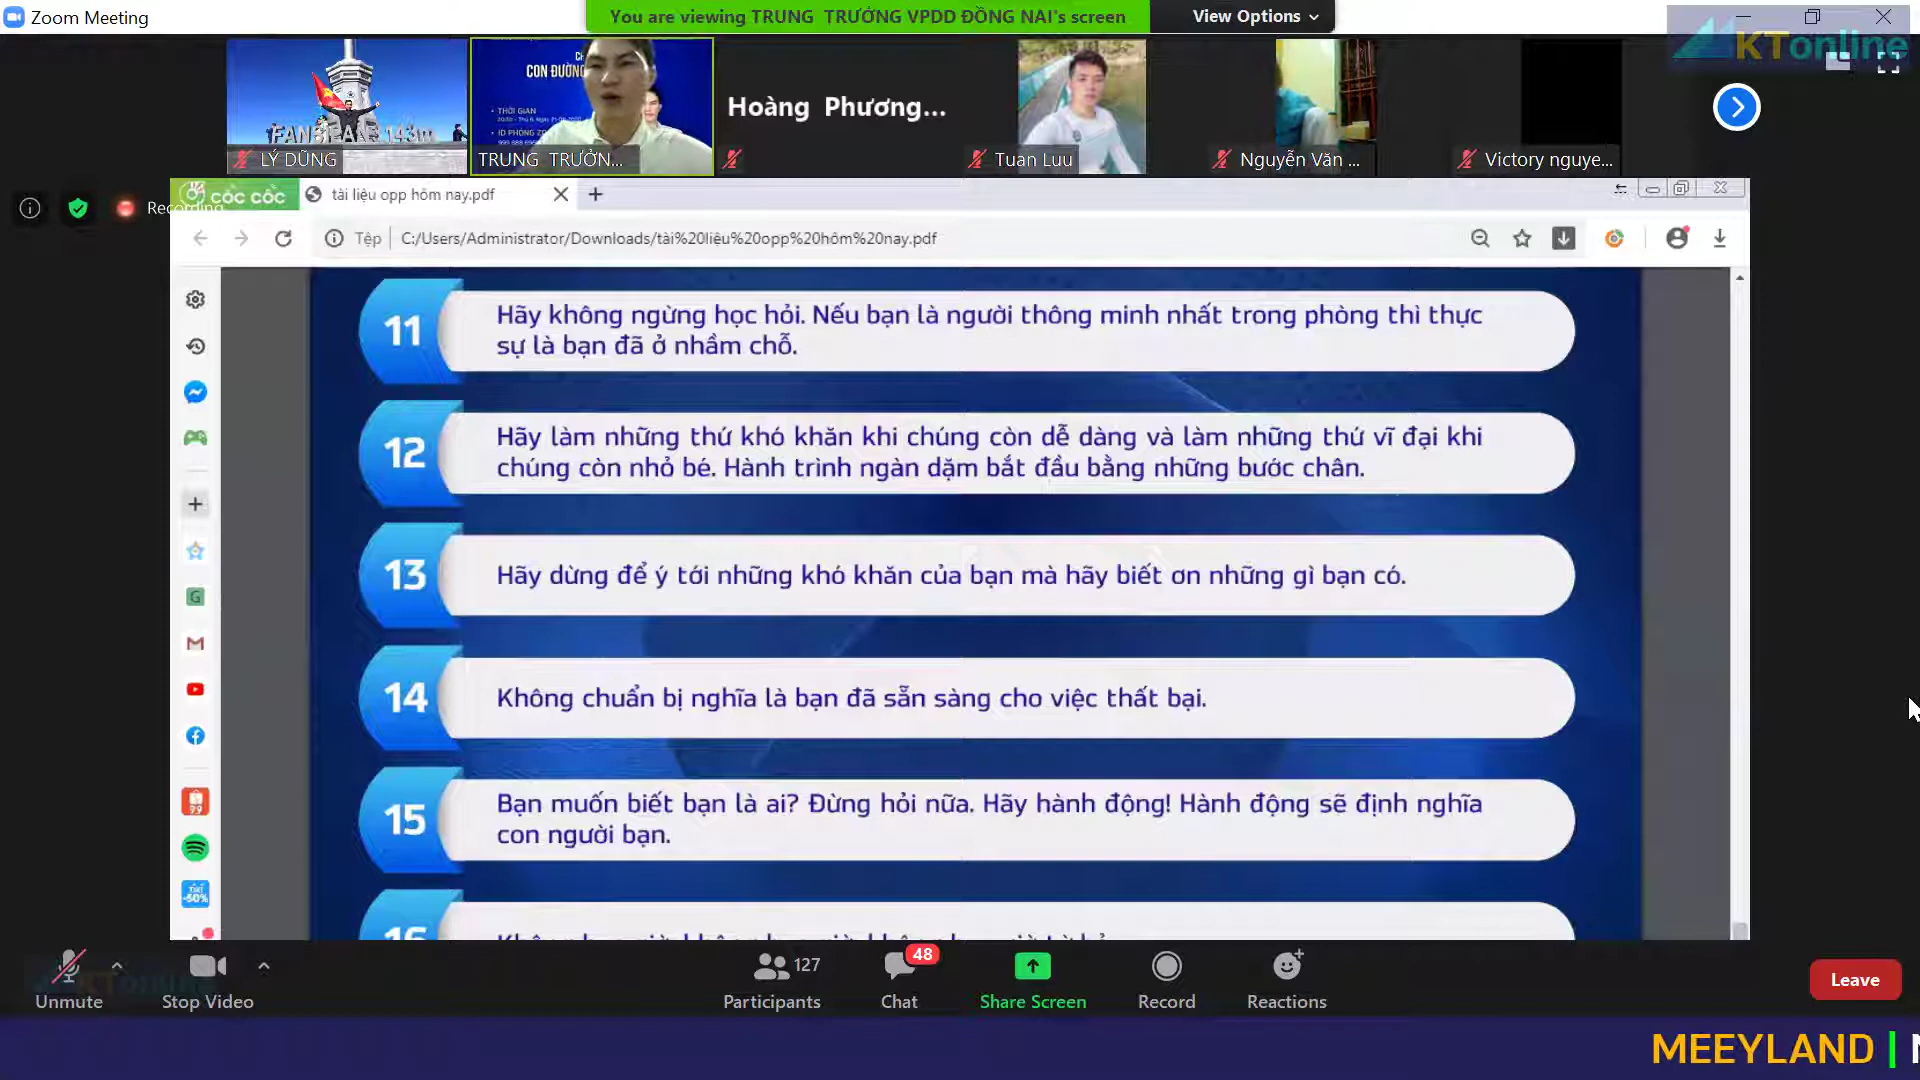 Zoom Meeting
You are viewing TRUNG TRƯỞNG VPDD ĐỒNG NAI's screen
View Options
KTonline
CON ĐƯỜNG
THỜI GIAN
ID PHÒNG
LÝ DŨNG
TRUNG TRƯỞN...
Hoàng Phương...
Tuan Luu
Nguyễn Văn ...
Victory nguye...
Recording
cốc cốc
tài liệu opp hôm nay.pdf
Tệp
C:/Users/Administrator/Downloads/tài%20liệu%20opp%20hôm%20nay.pdf
11
Hãy không ngừng học hỏi. Nếu bạn là người thông minh nhất trong phòng thì thực
sự là bạn đã ở nhầm chỗ.
12
Hãy làm những thứ khó khăn khi chúng còn dễ dàng và làm những thứ vĩ đại khi
chúng còn nhỏ bé. Hành trình ngàn dặm bắt đầu bằng những bước chân.
13
Hãy dừng để ý tới những khó khăn của bạn mà hãy biết ơn những gì bạn có.
14
Không chuẩn bị nghĩa là bạn đã sẵn sàng cho việc thất bại.
15
Bạn muốn biết bạn là ai? Đừng hỏi nữa. Hãy hành động! Hành động sẽ định nghĩa
con người bạn.
16
Unmute
Stop Video
127
Participants
48
Chat
Share Screen
Record
Reactions
Leave
MEEYLAND |